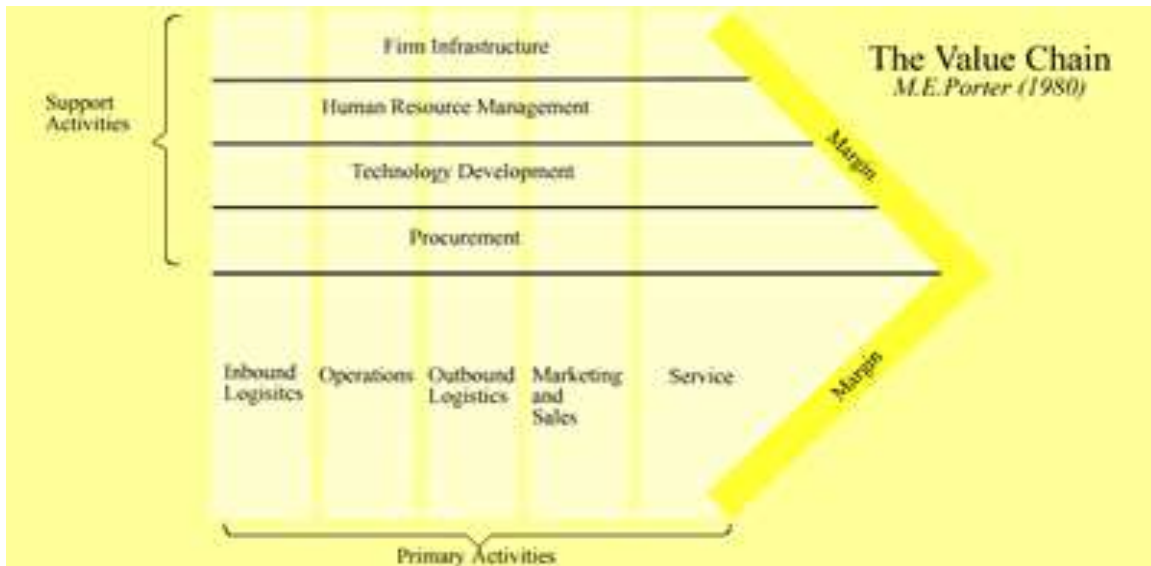 Firm Infrastructure
The Value Chain
M.E.Porter (1980)
Support
Activities
Human Resource Management
Margin
Technology Development
Procurement
Inbound
Logisitcs
Operations
Outbound
Logistics
Marketing
and
Sales
Service
Margin
Primary Activities